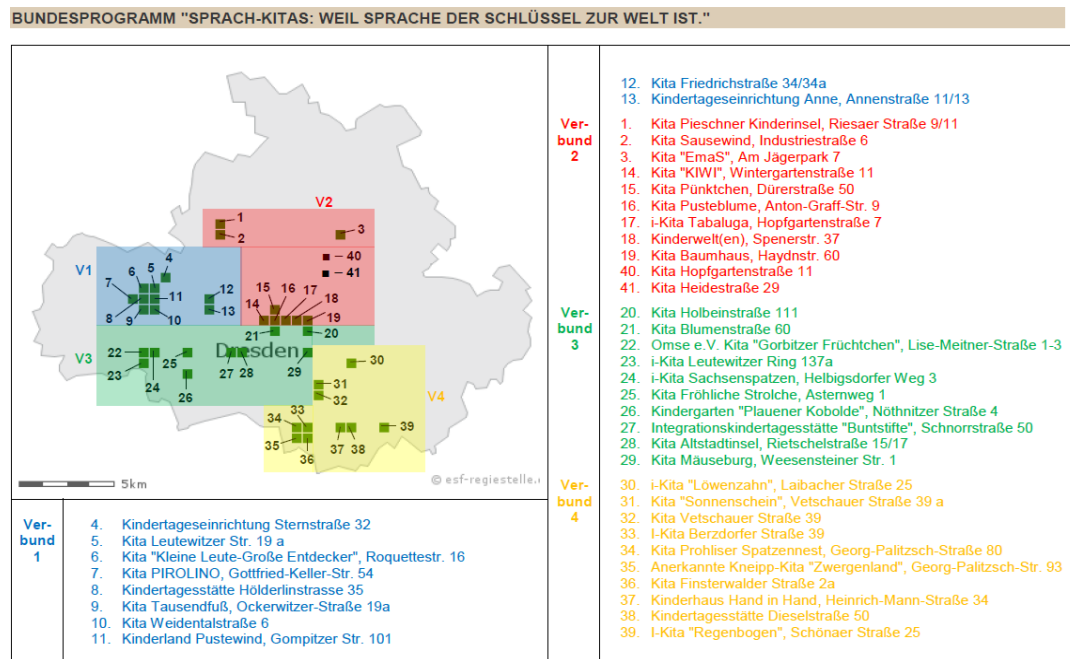 BUNDESPROGRAMM "SPRACH-KITAS: WEIL SPRACHE DER SCHLÜSSEL ZUR WELT IST."
V2
1
2
3
40
41
V1
4
5
6
7
8
9
10
11
12
13
14
15
16
17
18
19
20
21
V3
Dresden
22
23
24
25
26
27
28
29
V4
30
31
32
33
34
35
36
37
38
39
5km
© esf-regiestelle.
Ver-
bund
1
4. Kindertageseinrichtung Sternstraße 32
5. Kita Leutewitzer Str. 19 a
6. Kita "Kleine Leute-Große Entdecker", Roquettestr. 16
7. Kita PIROLINO, Gottfried-Keller-Str. 54
8. Kindertagesstätte Hölderlinstrasse 35
9. Kita Tausendfuß, Ockerwitzer-Straße 19a
10. Kita Weidentalstraße 6
11. Kinderland Pustewind, Gompitzer Str. 101
12. Kita Friedrichstraße 34/34a
13. Kindertageseinrichtung Anne, Annenstraße 11/13
Ver-
bund
2
1. Kita Pieschner Kinderinsel, Riesaer Straße 9/11
2. Kita Sausewind, Industriestraße 6
3. Kita "EmaS", Am Jägerpark 7
14. Kita "KIWI", Wintergartenstraße 11
15. Kita Pünktchen, Dürerstraße 50
16. Kita Pusteblume, Anton-Graff-Str. 9
17. i-Kita Tabaluga, Hopfgartenstraße 7
18. Kinderwelt(en), Spenerstr. 37
19. Kita Baumhaus, Haydnstr. 60
40. Kita Hopfgartenstraße 11
41. Kita Heidestraße 29
Ver-
bund
3
20. Kita Holbeinstraße 111
21. Kita Blumenstraße 60
22. Omse e.V. Kita "Gorbitzer Früchtchen", Lise-Meitner-Straße 1-3
23. i-Kita Leutewitzer Ring 137a
24. i-Kita Sachsenspatzen, Helbigsdorfer Weg 3
25. Kita Fröhliche Strolche, Asternweg 1
26. Kindergarten "Plauener Kobolde", Nöthnitzer Straße 4
27. Integrationskindertagesstätte "Buntstifte", Schnorrstraße 50
28. Kita Altstadtinsel, Rietschelstraße 15/17
29. Kita Mäuseburg, Weesensteiner Str. 1
Ver-
bund
4
30. i-Kita "Löwenzahn", Laibacher Straße 25
31. Kita "Sonnenschein", Vetschauer Straße 39 a
32. Kita Vetschauer Straße 39
33. I-Kita Berzdorfer Straße 39
34. Kita Prohliser Spatzennest, Georg-Palitzsch-Straße 80
35. Anerkannte Kneipp-Kita "Zwergenland", Georg-Palitzsch-Str. 93
36. Kita Finsterwalder Straße 2a
37. Kinderhaus Hand in Hand, Heinrich-Mann-Straße 34
38. Kindertagesstätte Dieselstraße 50
39. I-Kita "Regenbogen", Schönaer Straße 25